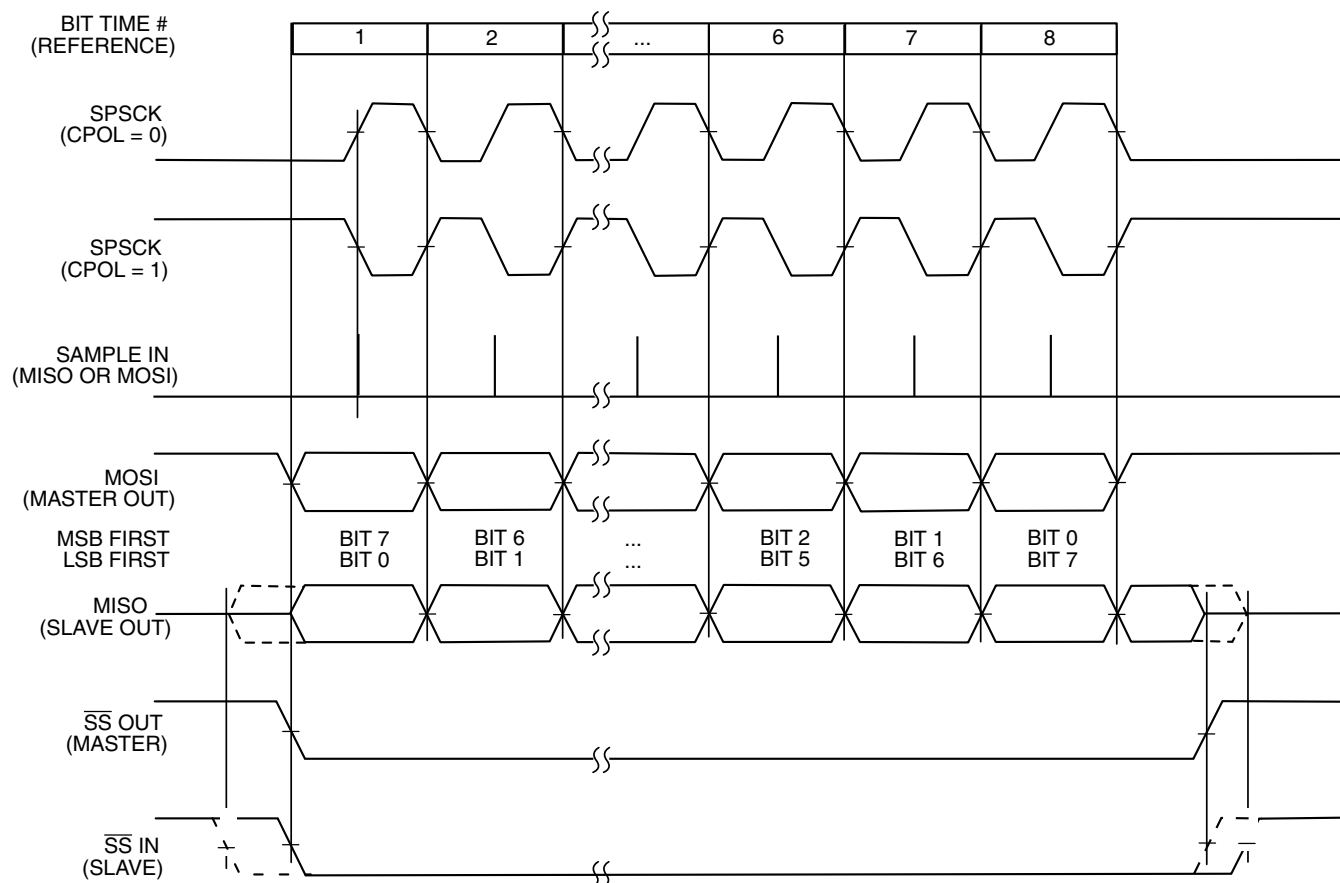 BIT TIME #
(REFERENCE)
1 2 ... 6 7 8
SPSCK
(CPOL = 0)
SPSCK
(CPOL = 1)
SAMPLE IN
(MISO OR MOSI)
MOSI
(MASTER OUT)
MSB FIRST BIT 7 BIT 6 ... BIT 2 BIT 1 BIT 0
LSB FIRST BIT 0 BIT 1 ... BIT 5 BIT 6 BIT 7
MISO
(SLAVE OUT)
S̅S̅ OUT
(MASTER)
S̅S̅ IN
(SLAVE)